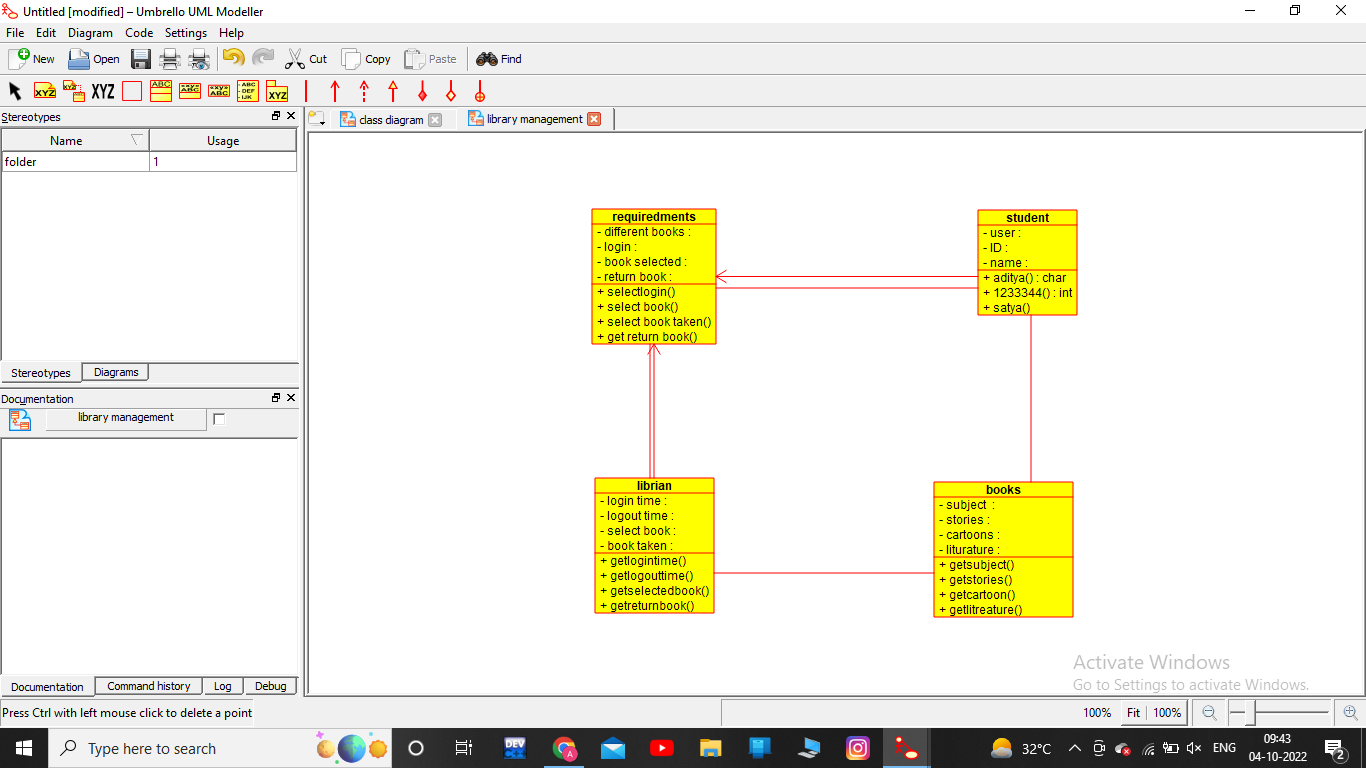 Untitled [modified] – Umbrello UML Modeller
File Edit Diagram Code Settings Help
New Open Cut Copy Paste Find
XYZ XYZ XYZ ABC XYZ
Stereotypes
class diagram library management
Name Usage
folder 1
requiredments
- different books :
- login :
- book selected :
- return book :
+ selectlogin()
+ select book()
+ select book taken()
+ get return book()
student
- user :
- ID :
- name :
+ aditya() : char
+ 1233344() : int
+ satya()
Stereotypes Diagrams
Documentation
library management
librian
- login time :
- logout time :
- select book :
- book taken :
+ getlogintime()
+ getlogouttime()
+ getselectedbook()
+ getreturnbook()
books
- subject :
- stories :
- cartoons :
- liturature :
+ getsubject()
+ getstories()
+ getcartoon()
+ getlitreature()
Activate Windows
Go to Settings to activate Windows.
Documentation Command history Log Debug
Press Ctrl with left mouse click to delete a point
100% Fit 100%
Type here to search
DEV
A
32°C
ENG
09:43
04-10-2022
2